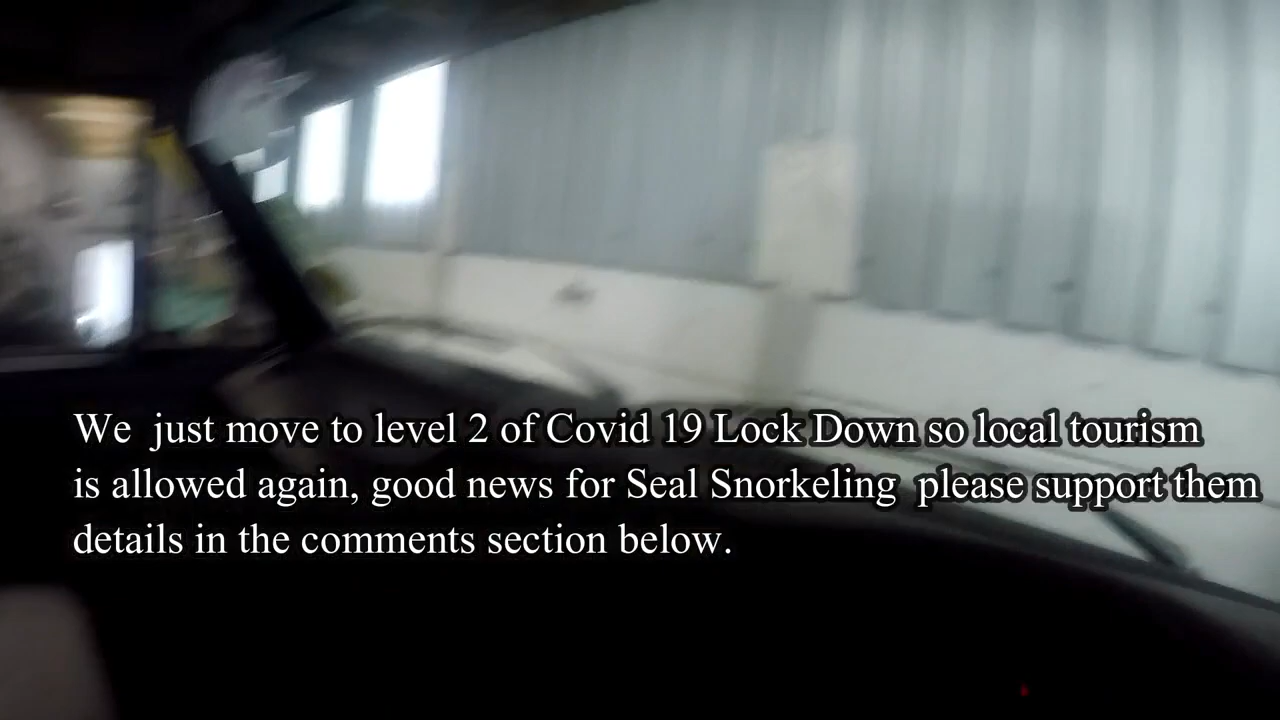 We  just move to level 2 of Covid 19 Lock Down so local tourism
is allowed again, good news for Seal Snorkeling  please support them
details in the comments section below.